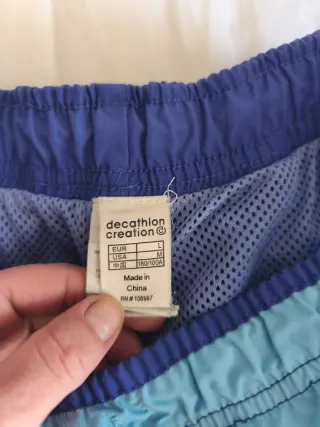 decathlon
creation ©
EUR L
USA M
中国 180/100A
Made in
China
RN # 106987